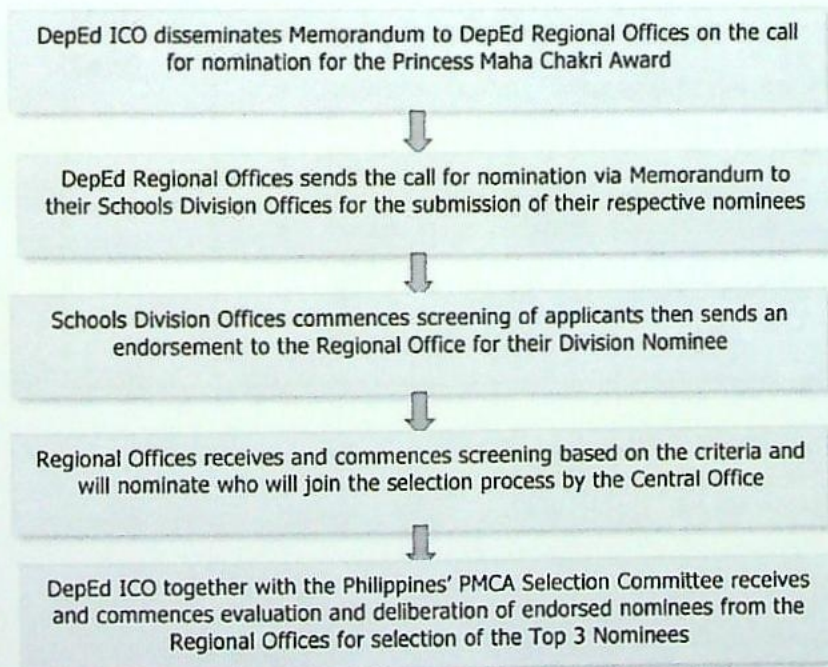 DepEd ICO disseminates Memorandum to DepEd Regional Offices on the call
for nomination for the Princess Maha Chakri Award
DepEd Regional Offices sends the call for nomination via Memorandum to
their Schools Division Offices for the submission of their respective nominees
Schools Division Offices commences screening of applicants then sends an
endorsement to the Regional Office for their Division Nominee
Regional Offices receives and commences screening based on the criteria and
will nominate who will join the selection process by the Central Office
DepEd ICO together with the Philippines' PMCA Selection Committee receives
and commences evaluation and deliberation of endorsed nominees from the
Regional Offices for selection of the Top 3 Nominees